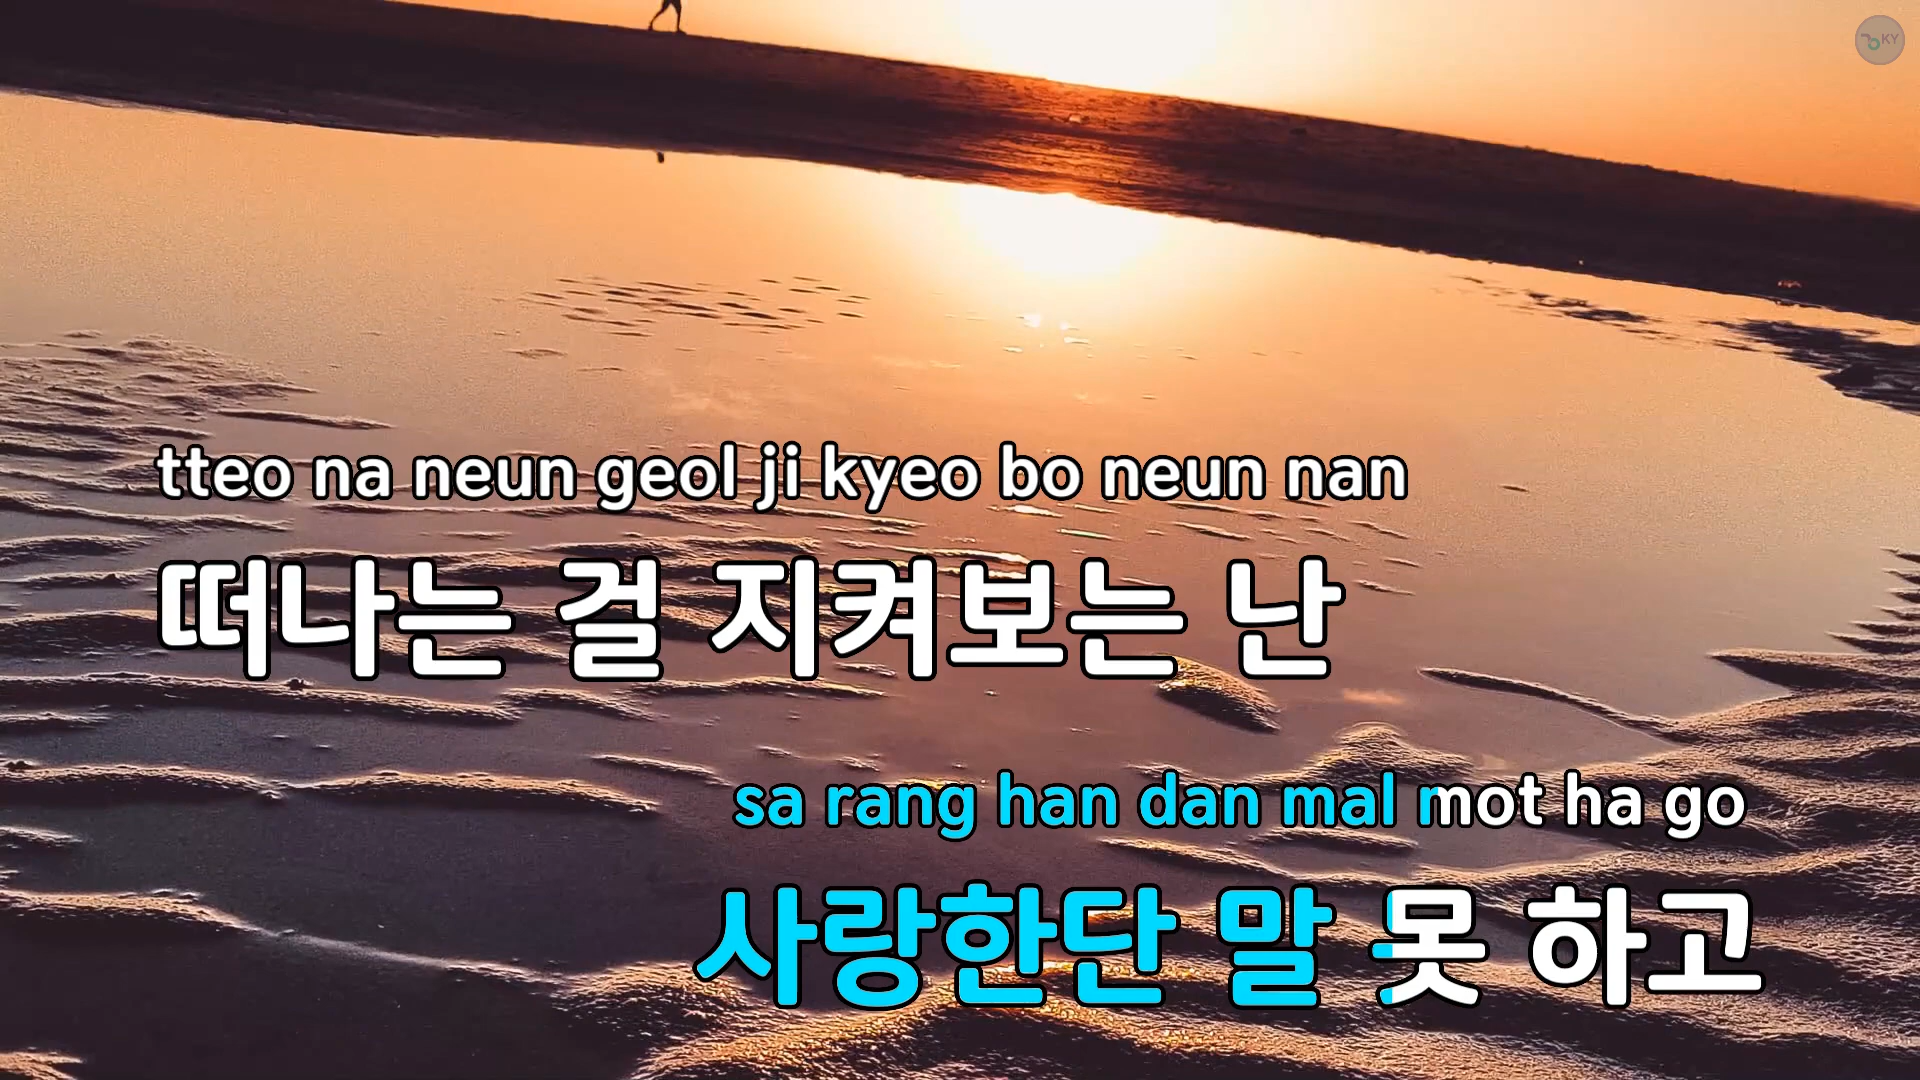 KY
tteo na neun geol ji kyeo bo neun nan
떠나는 걸 지켜보는 난
sa rang han dan mal mot ha go
사랑한단 말 못 하고